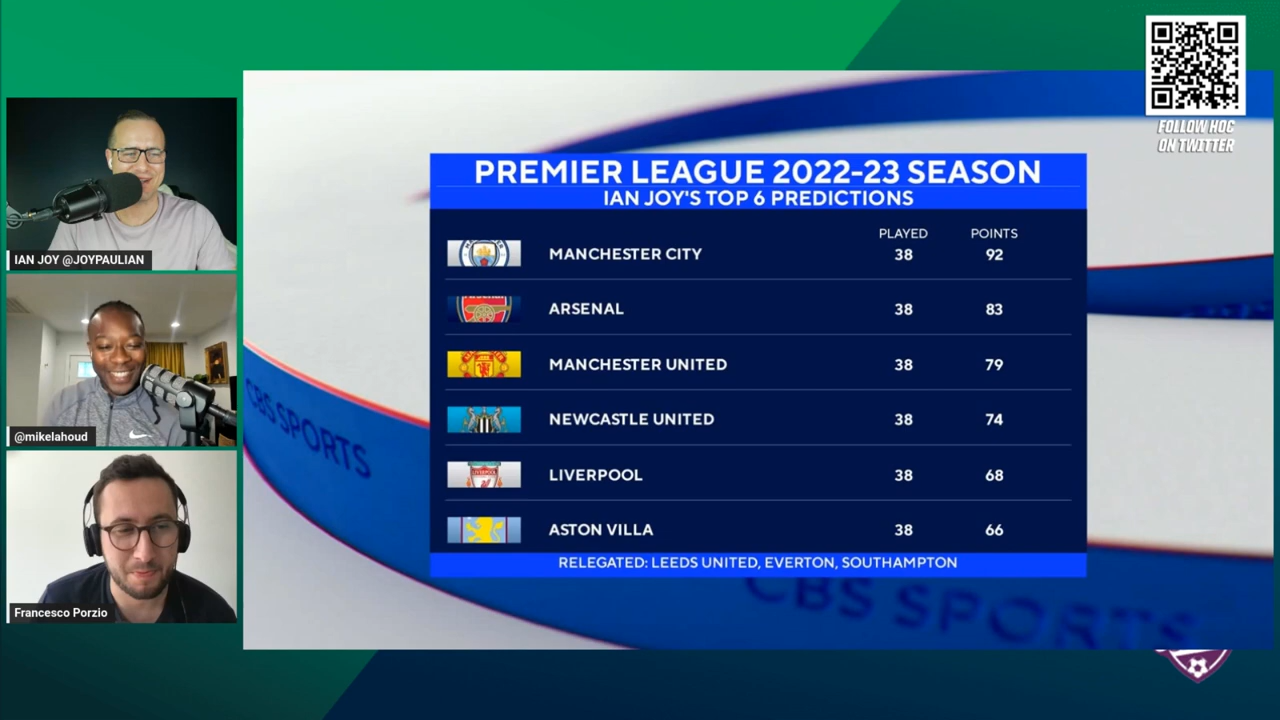 FOLLOW HOC
ON TWITTER
PREMIER LEAGUE 2022-23 SEASON
IAN JOY'S TOP 6 PREDICTIONS
PLAYED POINTS
MANCHESTER CITY 38 92
ARSENAL 38 83
MANCHESTER UNITED 38 79
NEWCASTLE UNITED 38 74
LIVERPOOL 38 68
ASTON VILLA 38 66
RELEGATED: LEEDS UNITED, EVERTON, SOUTHAMPTON
IAN JOY @JOYPAULIAN
@mikelahoud
Francesco Porzio
CBS SPORTS
CBS SPORTS